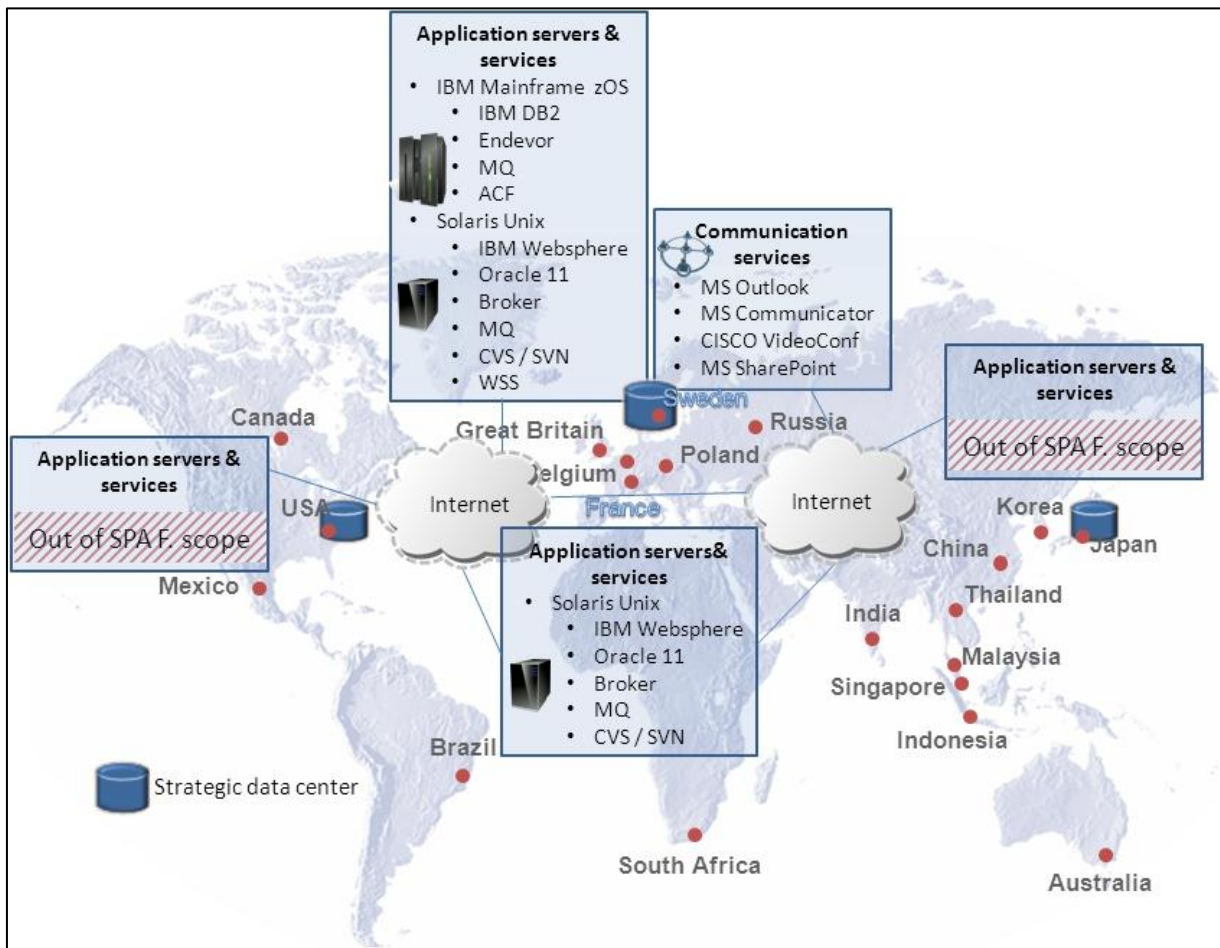 Application servers &
services
• IBM Mainframe zOS
• IBM DB2
• Endevor
• MQ
• ACF
• Solaris Unix
• IBM Websphere
• Oracle 11
• Broker
• MQ
• CVS / SVN
• WSS
Communication
services
• MS Outlook
• MS Communicator
• CISCO VideoConf
• MS SharePoint
Application servers &
services
Out of SPA F. scope
Sweden
Canada
Great Britain
Russia
Belgium
Poland
Application servers &
services
USA
Out of SPA F. scope
Internet
Internet
France
Korea
Japan
China
Mexico
Thailand
Application servers&
services
• Solaris Unix
• IBM Websphere
• Oracle 11
• Broker
• MQ
• CVS / SVN
India
Malaysia
Singapore
Indonesia
Brazil
Strategic data center
South Africa
Australia